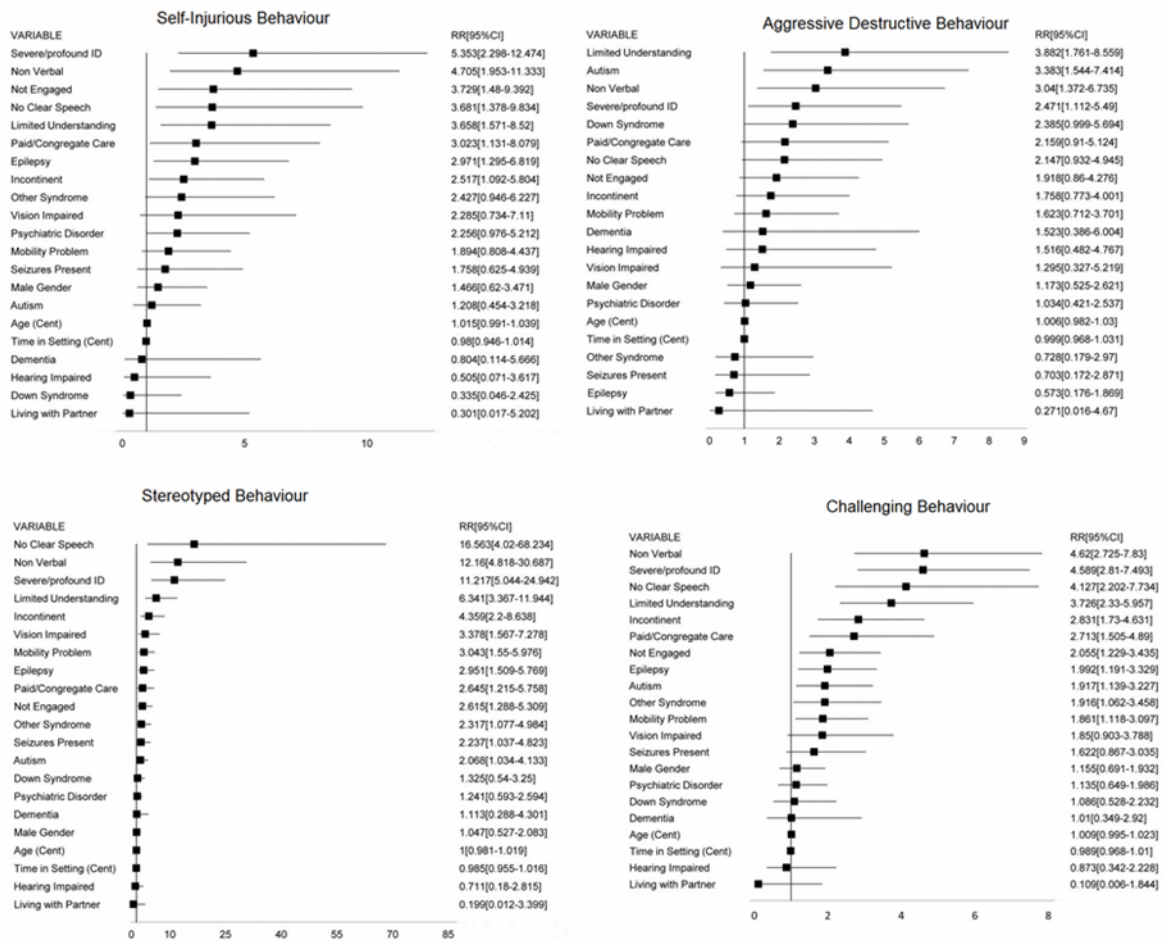 Self-Injurious Behaviour
VARIABLE RR[95%CI]
Severe/profound ID 5.353[2.298-12.474]
Non Verbal 4.705[1.953-11.333]
Not Engaged 3.729[1.48-9.392]
No Clear Speech 3.681[1.378-9.834]
Limited Understanding 3.658[1.571-8.52]
Paid/Congregate Care 3.023[1.131-8.079]
Epilepsy 2.971[1.295-6.819]
Incontinent 2.517[1.092-5.804]
Other Syndrome 2.427[0.946-6.227]
Vision Impaired 2.285[0.734-7.11]
Psychiatric Disorder 2.256[0.976-5.212]
Mobility Problem 1.894[0.808-4.437]
Seizures Present 1.758[0.625-4.939]
Male Gender 1.466[0.62-3.471]
Autism 1.208[0.454-3.218]
Age (Cent) 1.015[0.991-1.039]
Time in Setting (Cent) 0.98[0.946-1.014]
Dementia 0.804[0.114-5.666]
Hearing Impaired 0.505[0.071-3.617]
Down Syndrome 0.335[0.046-2.425]
Living with Partner 0.301[0.017-5.202]
0 5 10
Aggressive Destructive Behaviour
VARIABLE RR[95%CI]
Limited Understanding 3.882[1.761-8.559]
Autism 3.383[1.544-7.414]
Non Verbal 3.04[1.372-6.735]
Severe/profound ID 2.471[1.112-5.49]
Down Syndrome 2.385[0.999-5.694]
Paid/Congregate Care 2.159[0.91-5.124]
No Clear Speech 2.147[0.932-4.945]
Not Engaged 1.918[0.86-4.276]
Incontinent 1.758[0.773-4.001]
Mobility Problem 1.623[0.712-3.701]
Dementia 1.523[0.386-6.004]
Hearing Impaired 1.516[0.482-4.767]
Vision Impaired 1.295[0.327-5.219]
Male Gender 1.173[0.525-2.621]
Psychiatric Disorder 1.034[0.421-2.537]
Age (Cent) 1.006[0.982-1.03]
Time in Setting (Cent) 0.999[0.968-1.031]
Other Syndrome 0.728[0.179-2.97]
Seizures Present 0.703[0.172-2.871]
Epilepsy 0.573[0.176-1.869]
Living with Partner 0.271[0.016-4.67]
0 1 2 3 4 5 6 7 8 9
Stereotyped Behaviour
VARIABLE RR[95%CI]
No Clear Speech 16.563[4.02-68.234]
Non Verbal 12.16[4.818-30.687]
Severe/profound ID 11.217[5.044-24.942]
Limited Understanding 6.341[3.367-11.944]
Incontinent 4.359[2.2-8.638]
Vision Impaired 3.378[1.567-7.278]
Mobility Problem 3.043[1.55-5.976]
Epilepsy 2.951[1.509-5.769]
Paid/Congregate Care 2.645[1.215-5.758]
Not Engaged 2.615[1.288-5.309]
Other Syndrome 2.317[1.077-4.984]
Seizures Present 2.237[1.037-4.823]
Autism 2.068[1.034-4.133]
Down Syndrome 1.325[0.54-3.25]
Psychiatric Disorder 1.241[0.593-2.594]
Dementia 1.113[0.288-4.301]
Male Gender 1.047[0.527-2.083]
Age (Cent) 1[0.981-1.019]
Time in Setting (Cent) 0.985[0.955-1.016]
Hearing Impaired 0.711[0.18-2.815]
Living with Partner 0.199[0.012-3.399]
0 10 25 40 55 70 85
Challenging Behaviour
VARIABLE RR[95%CI]
Non Verbal 4.62[2.725-7.83]
Severe/profound ID 4.589[2.81-7.493]
No Clear Speech 4.127[2.202-7.734]
Limited Understanding 3.726[2.33-5.957]
Incontinent 2.831[1.73-4.631]
Paid/Congregate Care 2.713[1.505-4.89]
Not Engaged 2.055[1.229-3.435]
Epilepsy 1.992[1.191-3.329]
Autism 1.917[1.139-3.227]
Other Syndrome 1.916[1.062-3.458]
Mobility Problem 1.861[1.118-3.097]
Vision Impaired 1.85[0.903-3.788]
Seizures Present 1.622[0.867-3.035]
Male Gender 1.155[0.691-1.932]
Psychiatric Disorder 1.135[0.649-1.986]
Down Syndrome 1.086[0.528-2.232]
Dementia 1.01[0.349-2.92]
Age (Cent) 1.009[0.995-1.023]
Time in Setting (Cent) 0.989[0.968-1.01]
Hearing Impaired 0.873[0.342-2.228]
Living with Partner 0.109[0.006-1.844]
0 2 4 6 8